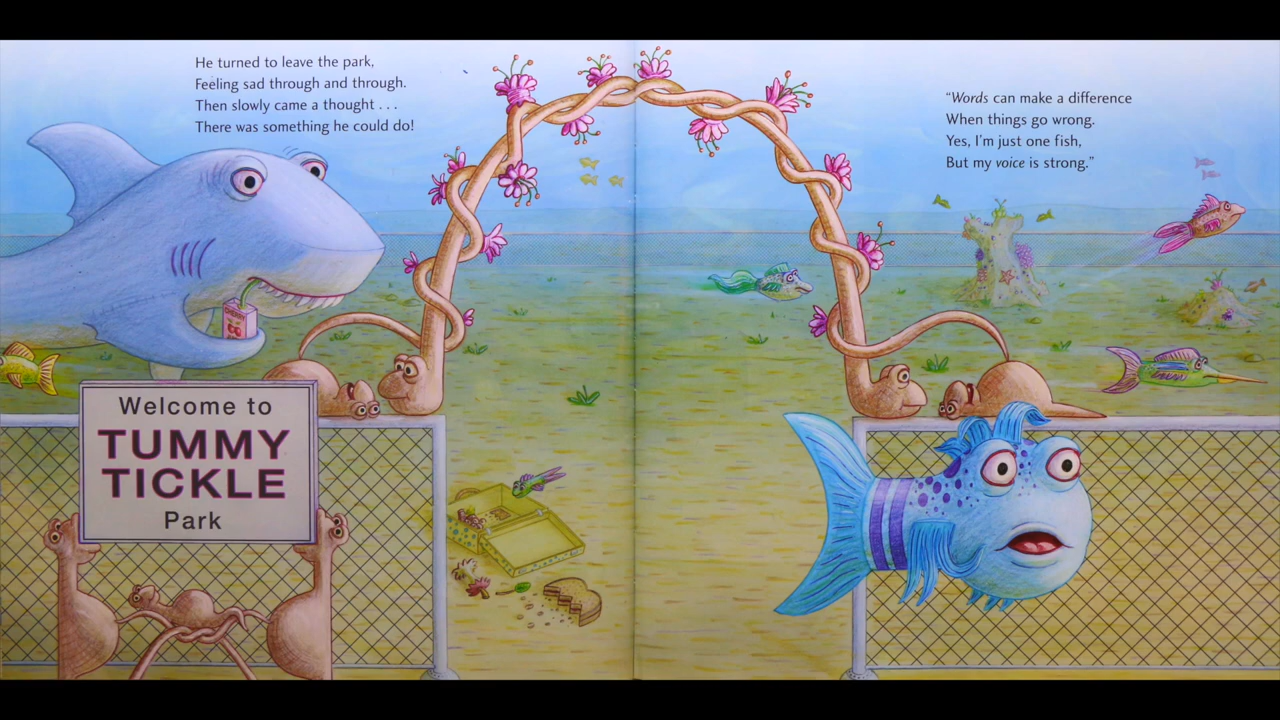 He turned to leave the park,
Feeling sad through and through.
Then slowly came a thought . . .
There was something he could do!
CHERRY
Welcome to
TUMMY
TICKLE
Park
“Words can make a difference
When things go wrong.
Yes, I’m just one fish,
But my voice is strong.”